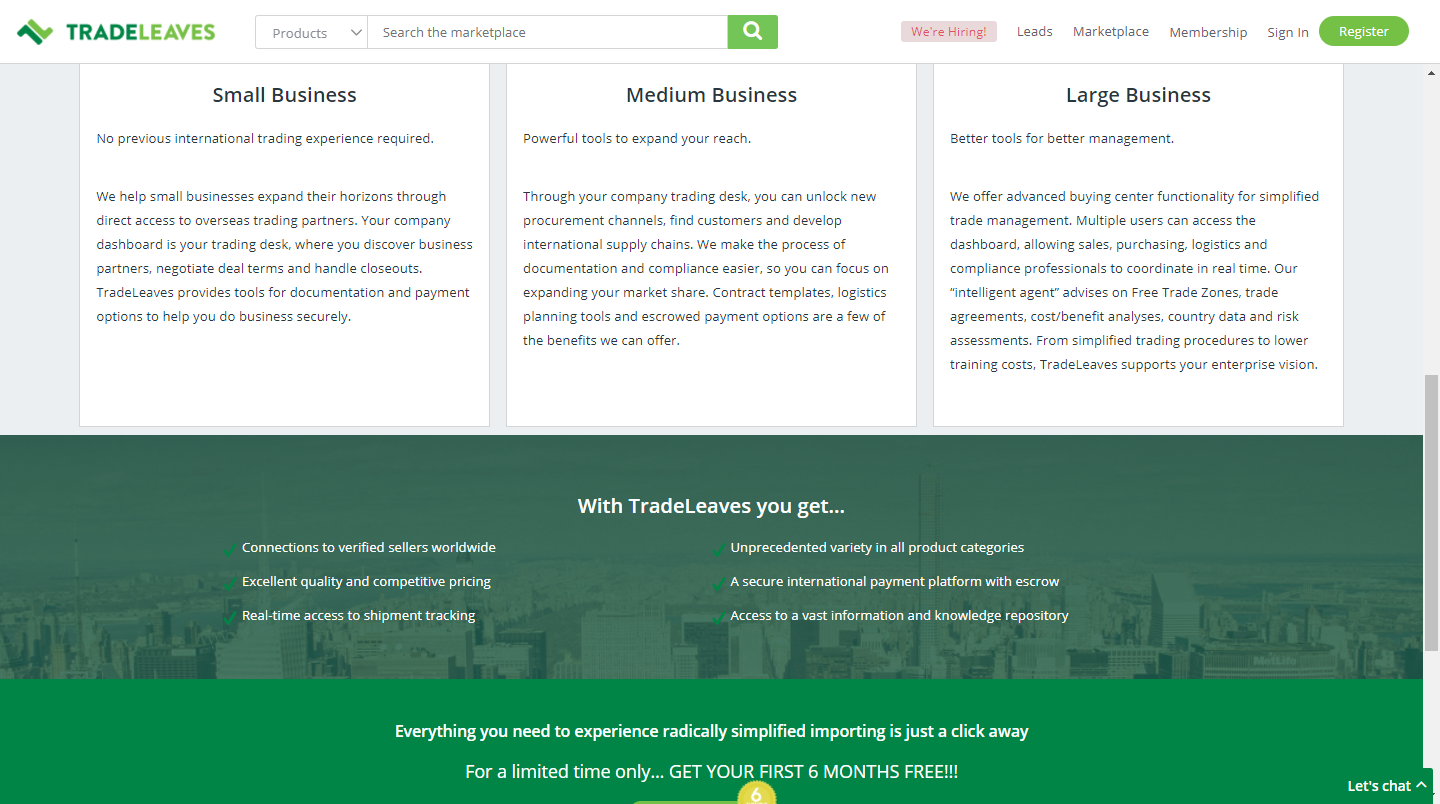 TRADELEAVES
Products
Search the marketplace
We're Hiring!
Leads
Marketplace
Membership
Sign In
Register
Small Business
No previous international trading experience required.
We help small businesses expand their horizons through
direct access to overseas trading partners. Your company
dashboard is your trading desk, where you discover business
partners, negotiate deal terms and handle closeouts.
TradeLeaves provides tools for documentation and payment
options to help you do business securely.
Medium Business
Powerful tools to expand your reach.
Through your company trading desk, you can unlock new
procurement channels, find customers and develop
international supply chains. We make the process of
documentation and compliance easier, so you can focus on
expanding your market share. Contract templates, logistics
planning tools and escrowed payment options are a few of
the benefits we can offer.
Large Business
Better tools for better management.
We offer advanced buying center functionality for simplified
trade management. Multiple users can access the
dashboard, allowing sales, purchasing, logistics and
compliance professionals to coordinate in real time. Our
“intelligent agent” advises on Free Trade Zones, trade
agreements, cost/benefit analyses, country data and risk
assessments. From simplified trading procedures to lower
training costs, TradeLeaves supports your enterprise vision.
With TradeLeaves you get...
Connections to verified sellers worldwide
Excellent quality and competitive pricing
Real-time access to shipment tracking
Unprecedented variety in all product categories
A secure international payment platform with escrow
Access to a vast information and knowledge repository
MetLife
Everything you need to experience radically simplified importing is just a click away
For a limited time only... GET YOUR FIRST 6 MONTHS FREE!!!
6
Let's chat